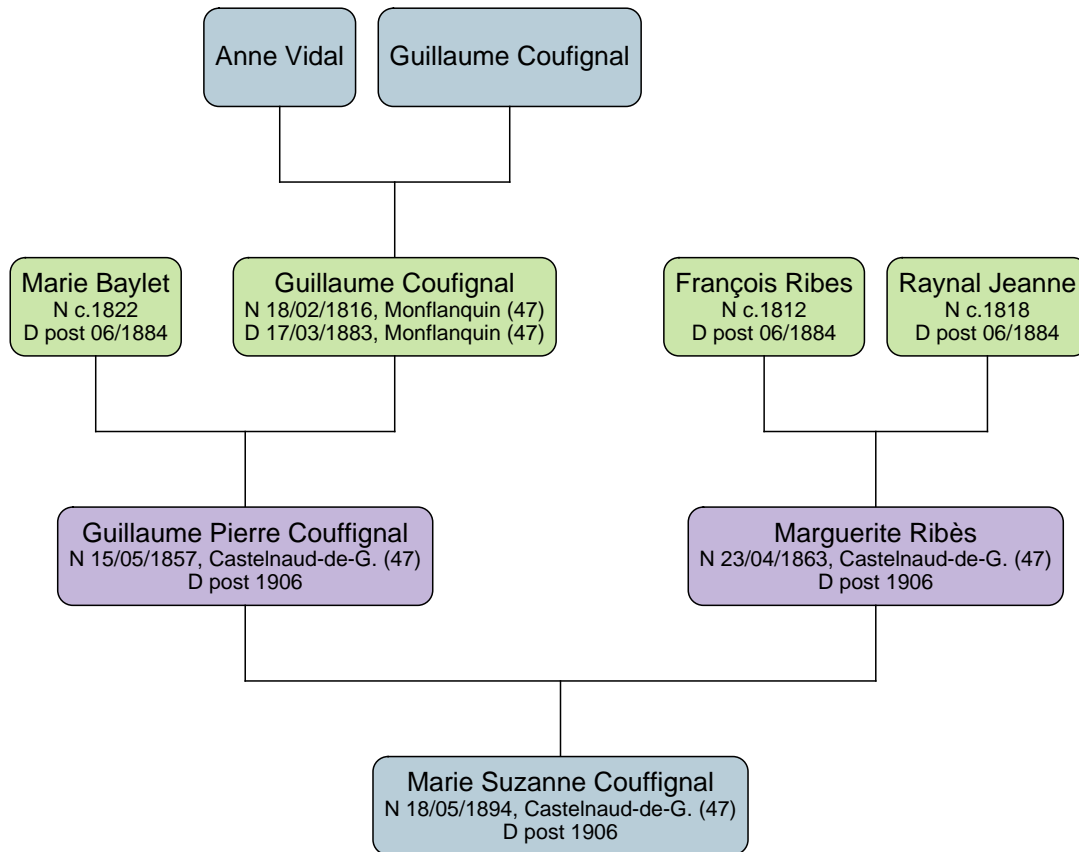 Anne Vidal
Guillaume Coufignal
Marie Baylet
N c.1822
D post 06/1884
Guillaume Coufignal
N 18/02/1816, Monflanquin (47)
D 17/03/1883, Monflanquin (47)
François Ribes
N c.1812
D post 06/1884
Raynal Jeanne
N c.1818
D post 06/1884
Guillaume Pierre Couffignal
N 15/05/1857, Castelnaud-de-G. (47)
D post 1906
Marguerite Ribès
N 23/04/1863, Castelnaud-de-G. (47)
D post 1906
Marie Suzanne Couffignal
N 18/05/1894, Castelnaud-de-G. (47)
D post 1906